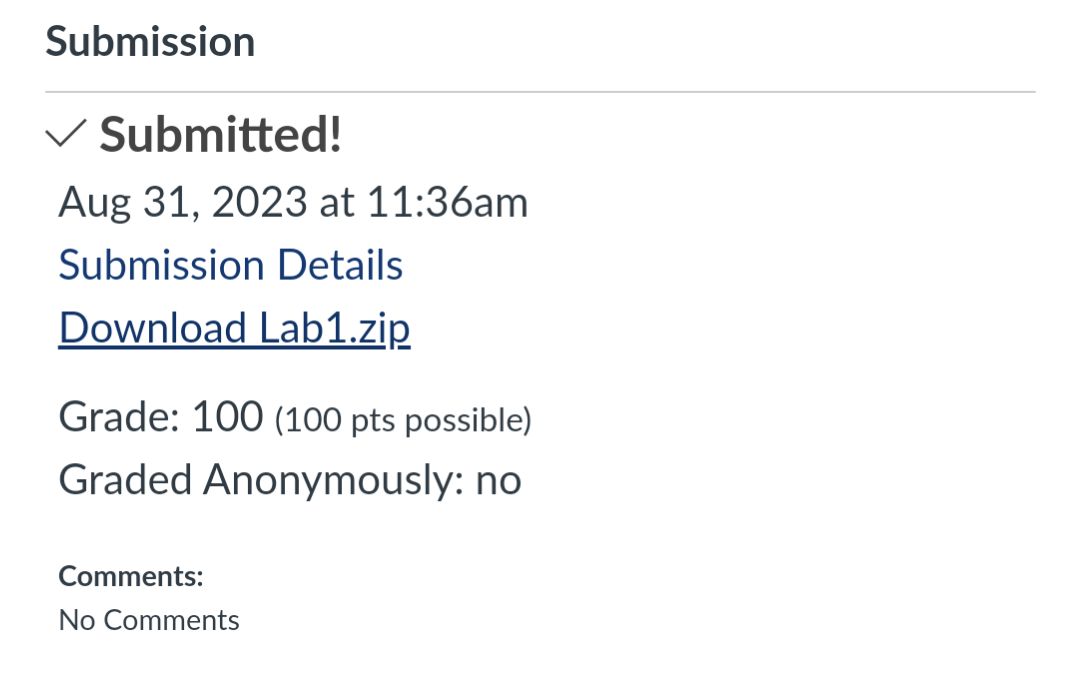 Submission
Submitted!
Aug 31, 2023 at 11:36am
Submission Details
Download Lab1.zip
Grade: 100 (100 pts possible)
Graded Anonymously: no
Comments:
No Comments